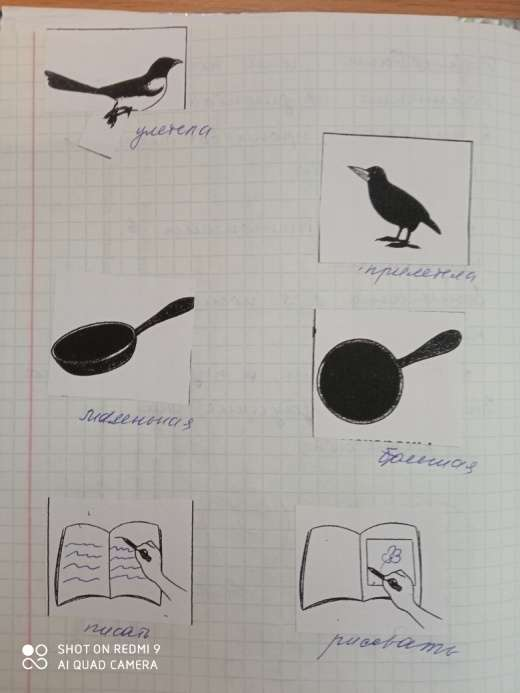 улетела
прилетела
маленькая
большая
писать
рисовать
SHOT ON REDMI 9
AI QUAD CAMERA